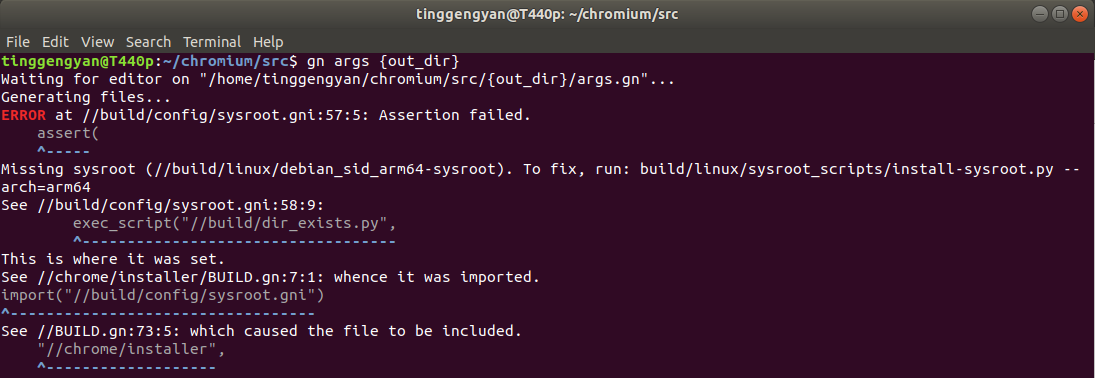 tinggengyan@T440p: ~/chromium/src
File Edit View Search Terminal Help
tinggengyan@T440p:~/chromium/src$ gn args {out_dir}
Waiting for editor on "/home/tinggengyan/chromium/src/{out_dir}/args.gn"...
Generating files...
ERROR at //build/config/sysroot.gni:57:5: Assertion failed.
    assert(
    ^-----
Missing sysroot (//build/linux/debian_sid_arm64-sysroot). To fix, run: build/linux/sysroot_scripts/install-sysroot.py --
arch=arm64
See //build/config/sysroot.gni:58:9:
        exec_script("//build/dir_exists.py",
        ^-----------------------------------
This is where it was set.
See //chrome/installer/BUILD.gn:7:1: whence it was imported.
import("//build/config/sysroot.gni")
^---------------------------------
See //BUILD.gn:73:5: which caused the file to be included.
    "//chrome/installer",
    ^-------------------